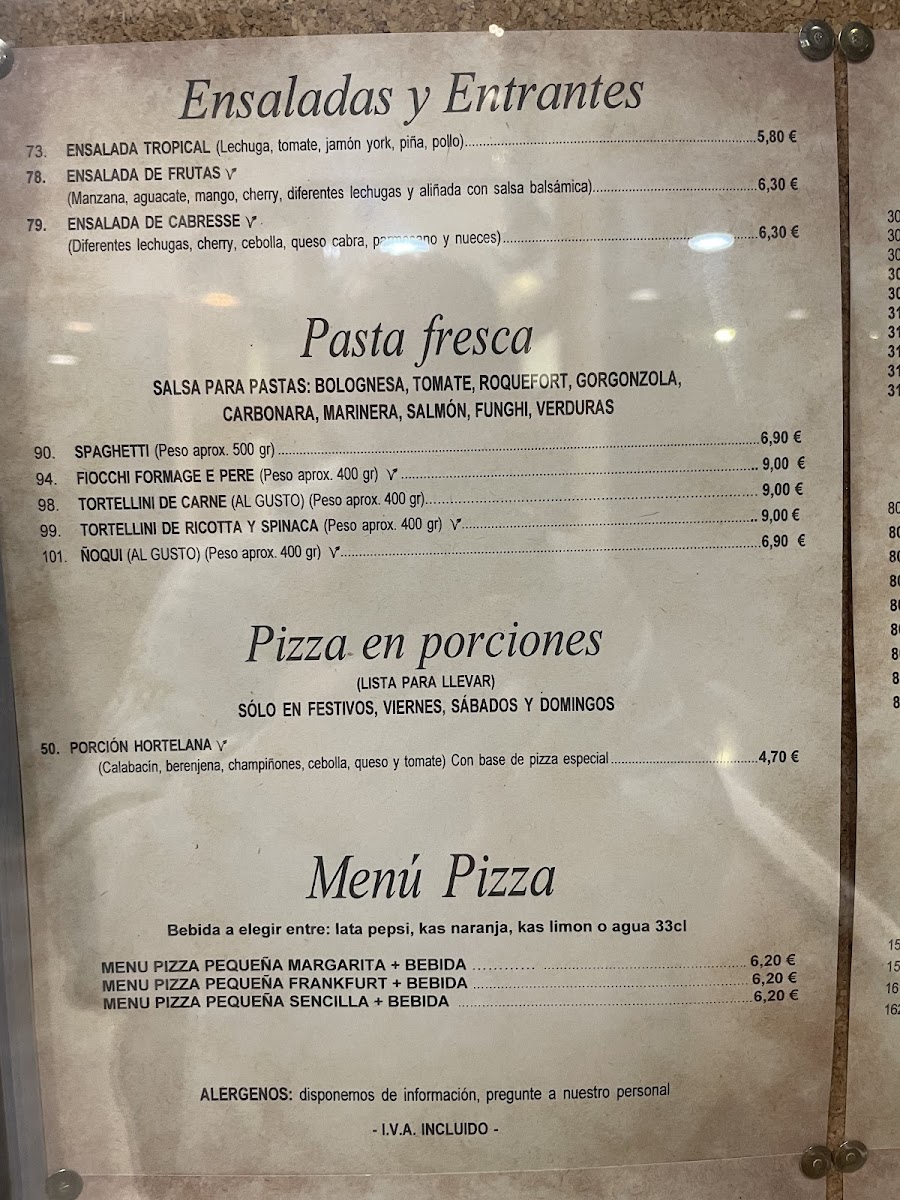 Ensaladas y Entrantes
73. ENSALADA TROPICAL (Lechuga, tomate, jamón york, piña, pollo)........5,80 €
78. ENSALADA DE FRUTAS V
(Manzana, aguacate, mango, cherry, diferentes lechugas y aliñada con salsa balsámica)........6,30 €
79. ENSALADA DE CABRESSE V
(Diferentes lechugas, cherry, cebolla, queso cabra, parmesano y nueces)........6,30 €
Pasta fresca
SALSA PARA PASTAS: BOLOGNESA, TOMATE, ROQUEFORT, GORGONZOLA,
CARBONARA, MARINERA, SALMÓN, FUNGHI, VERDURAS
90. SPAGHETTI (Peso aprox. 500 gr)........6,90 €
94. FIOCCHI FORMAGE E PERE (Peso aprox. 400 gr) V........9,00 €
98. TORTELLINI DE CARNE (AL GUSTO) (Peso aprox. 400 gr)........9,00 €
99. TORTELLINI DE RICOTTA Y SPINACA (Peso aprox. 400 gr) V........9,00 €
101. ÑOQUI (AL GUSTO) (Peso aprox. 400 gr) V........6,90 €
Pizza en porciones
(LISTA PARA LLEVAR)
SÓLO EN FESTIVOS, VIERNES, SÁBADOS Y DOMINGOS
50. PORCIÓN HORTELANA V
(Calabacín, berenjena, champiñones, cebolla, queso y tomate) Con base de pizza especial........4,70 €
Menú Pizza
Bebida a elegir entre: lata pepsi, kas naranja, kas limon o agua 33cl
MENU PIZZA PEQUEÑA MARGARITA + BEBIDA ........ 6,20 €
MENU PIZZA PEQUEÑA FRANKFURT + BEBIDA ........ 6,20 €
MENU PIZZA PEQUEÑA SENCILLA + BEBIDA ........ 6,20 €
ALERGENOS: disponemos de información, pregunte a nuestro personal
- I.V.A. INCLUIDO -